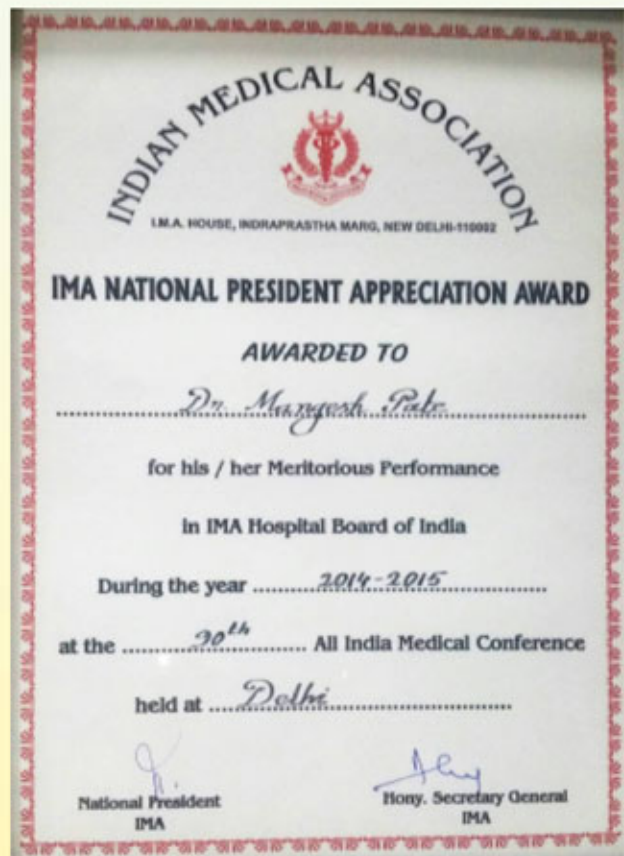 INDIAN MEDICAL ASSOCIATION
I.M.A. HOUSE, INDRAPRASTHA MARG, NEW DELHI-110002
IMA NATIONAL PRESIDENT APPRECIATION AWARD
AWARDED TO
Dr. Mangesh Pate
for his / her Meritorious Performance
in IMA Hospital Board of India
During the year 2014-2015
at the 90th All India Medical Conference
held at Delhi
National President
IMA
Hony. Secretary General
IMA